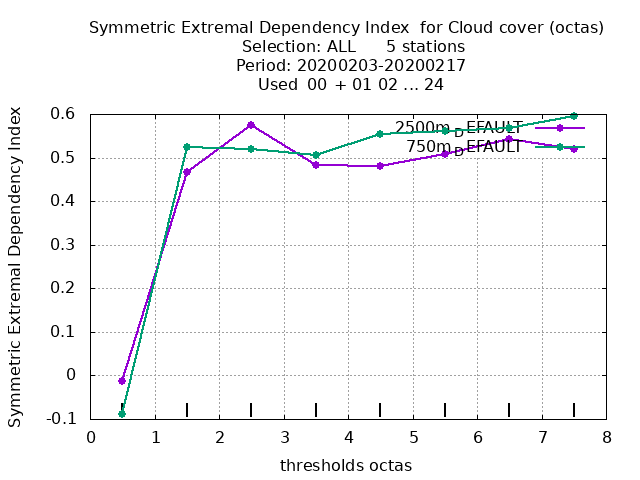 Symmetric Extremal Dependency Index  for Cloud cover (octas)
Selection: ALL      5 stations
Period: 20200203-20200217
Used  00  + 01 02 ... 24
Symmetric Extremal Dependency Index
0.6
0.5
0.4
0.3
0.2
0.1
0
-0.1
2500m_DEFAULT
750m_DEFAULT
0 1 2 3 4 5 6 7 8
thresholds octas